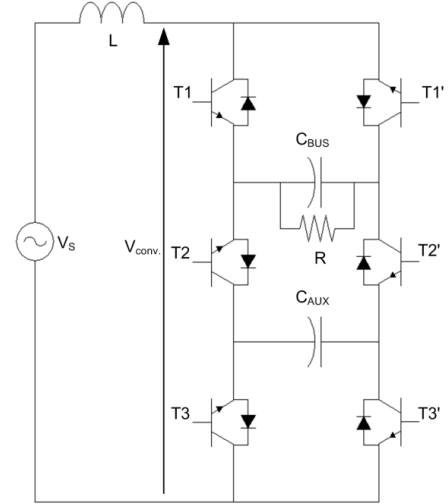 L
T1
T1'
C_BUS
V_S
V_conv.
T2
R
T2'
C_AUX
T3
T3'